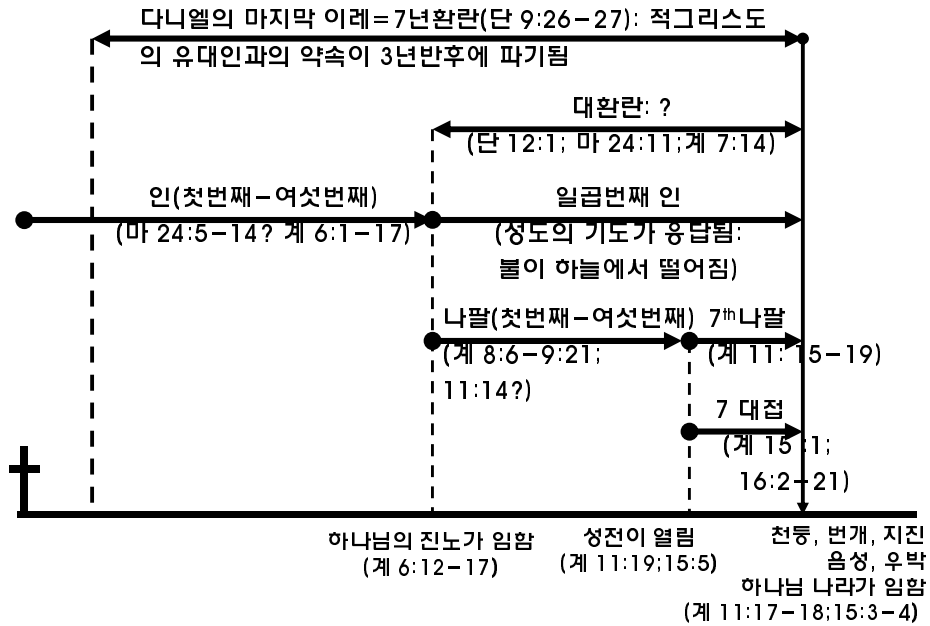 다니엘의 마지막 이레=7년환란(단 9:26-27): 적그리스도
의 유대인과의 약속이 3년반후에 파기됨
대환란: ?
(단 12:1; 마 24:11;계 7:14)
인(첫번째-여섯번째)
일곱번째 인
(마 24:5-14? 계 6:1-17)
(성도의 기도가 응답됨:
불이 하늘에서 떨어짐)
나팔(첫번째-여섯번째)
7th나팔
(계 8:6-9:21;
11:14?)
(계 11: 15-19)
7 대접
(계 15 :1;
16:2-21)
하나님의 진노가 임함
(계 6:12-17)
성전이 열림
(계 11:19;15:5)
천둥, 번개, 지진
음성, 우박
하나님 나라가 임함
(계 11:17-18;15:3-4)